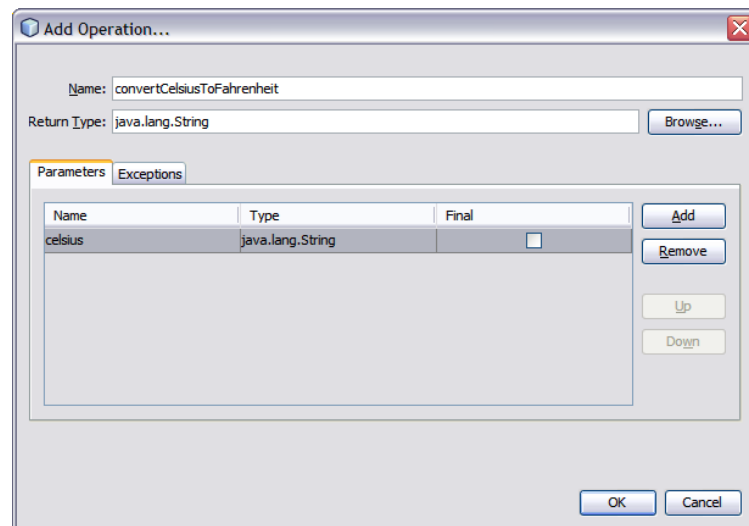 Add Operation...
Name: convertCelsiusToFahrenheit
Return Type: java.lang.String Browse...
Parameters Exceptions
Name Type Final Add
celsius java.lang.String Remove
Up
Down
OK Cancel